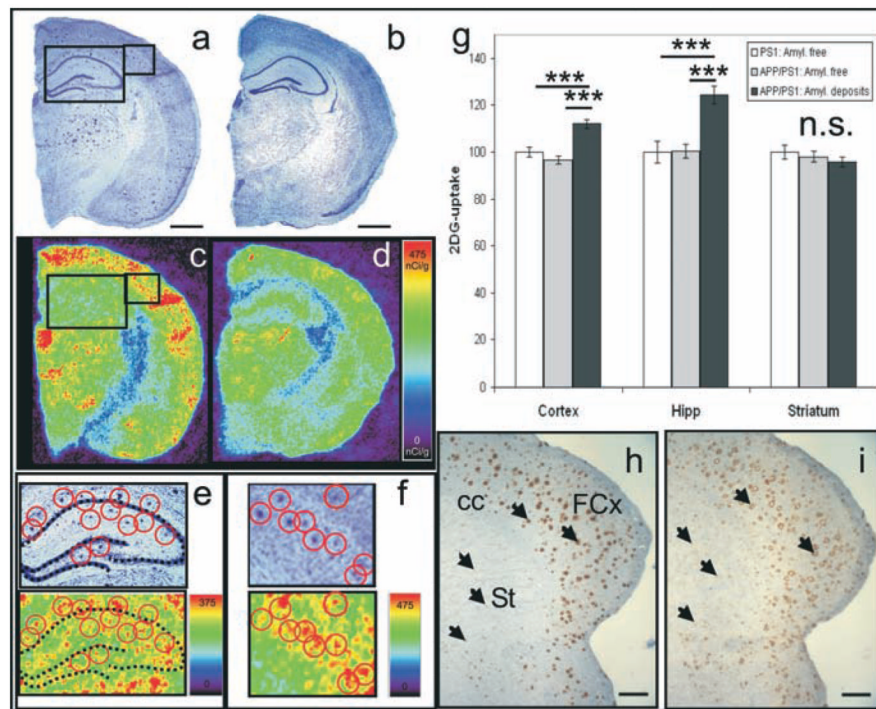 a
b
c
475
nCi/g
0
nCi/g
d
e
375
0
f
475
0
g
2DG-uptake
140
120
100
80
60
40
20
0
***
***
***
***
n.s.
PS1: Amyl. free
APP/PS1: Amyl. free
APP/PS1: Amyl. deposits
Cortex
Hipp
Striatum
h
cc
FCx
St
i